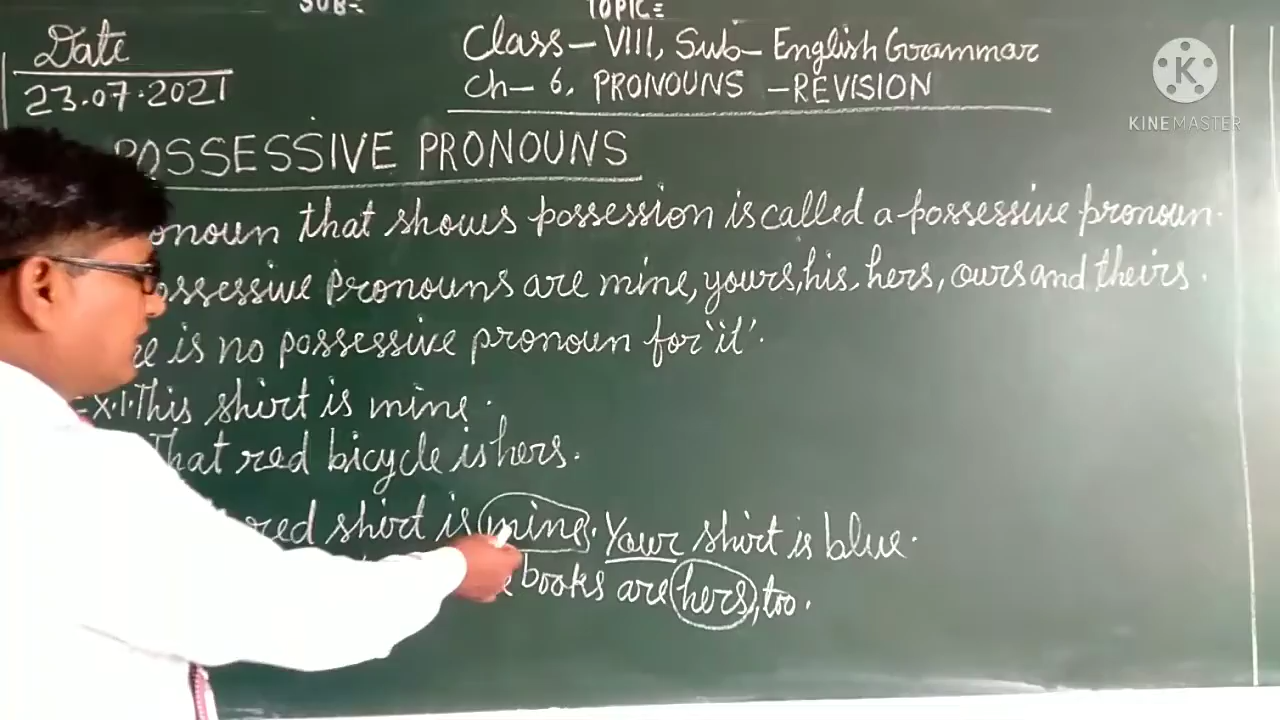 SUB:- TOPIC:-
Date
23.07.2021
Class – VIII, Sub – English Grammar
Ch – 6. PRONOUNS – REVISION
KINEMASTER
POSSESSIVE PRONOUNS
onoun that shows possession is called a possessive pronoun.
ossessive pronouns are mine, yours, his, hers, ours and theirs.
is no possessive pronoun for 'it'.
x. 1. This shirt is mine.
That red bicycle is hers.
red shirt is mine. Your shirt is blue.
books are hers, too.